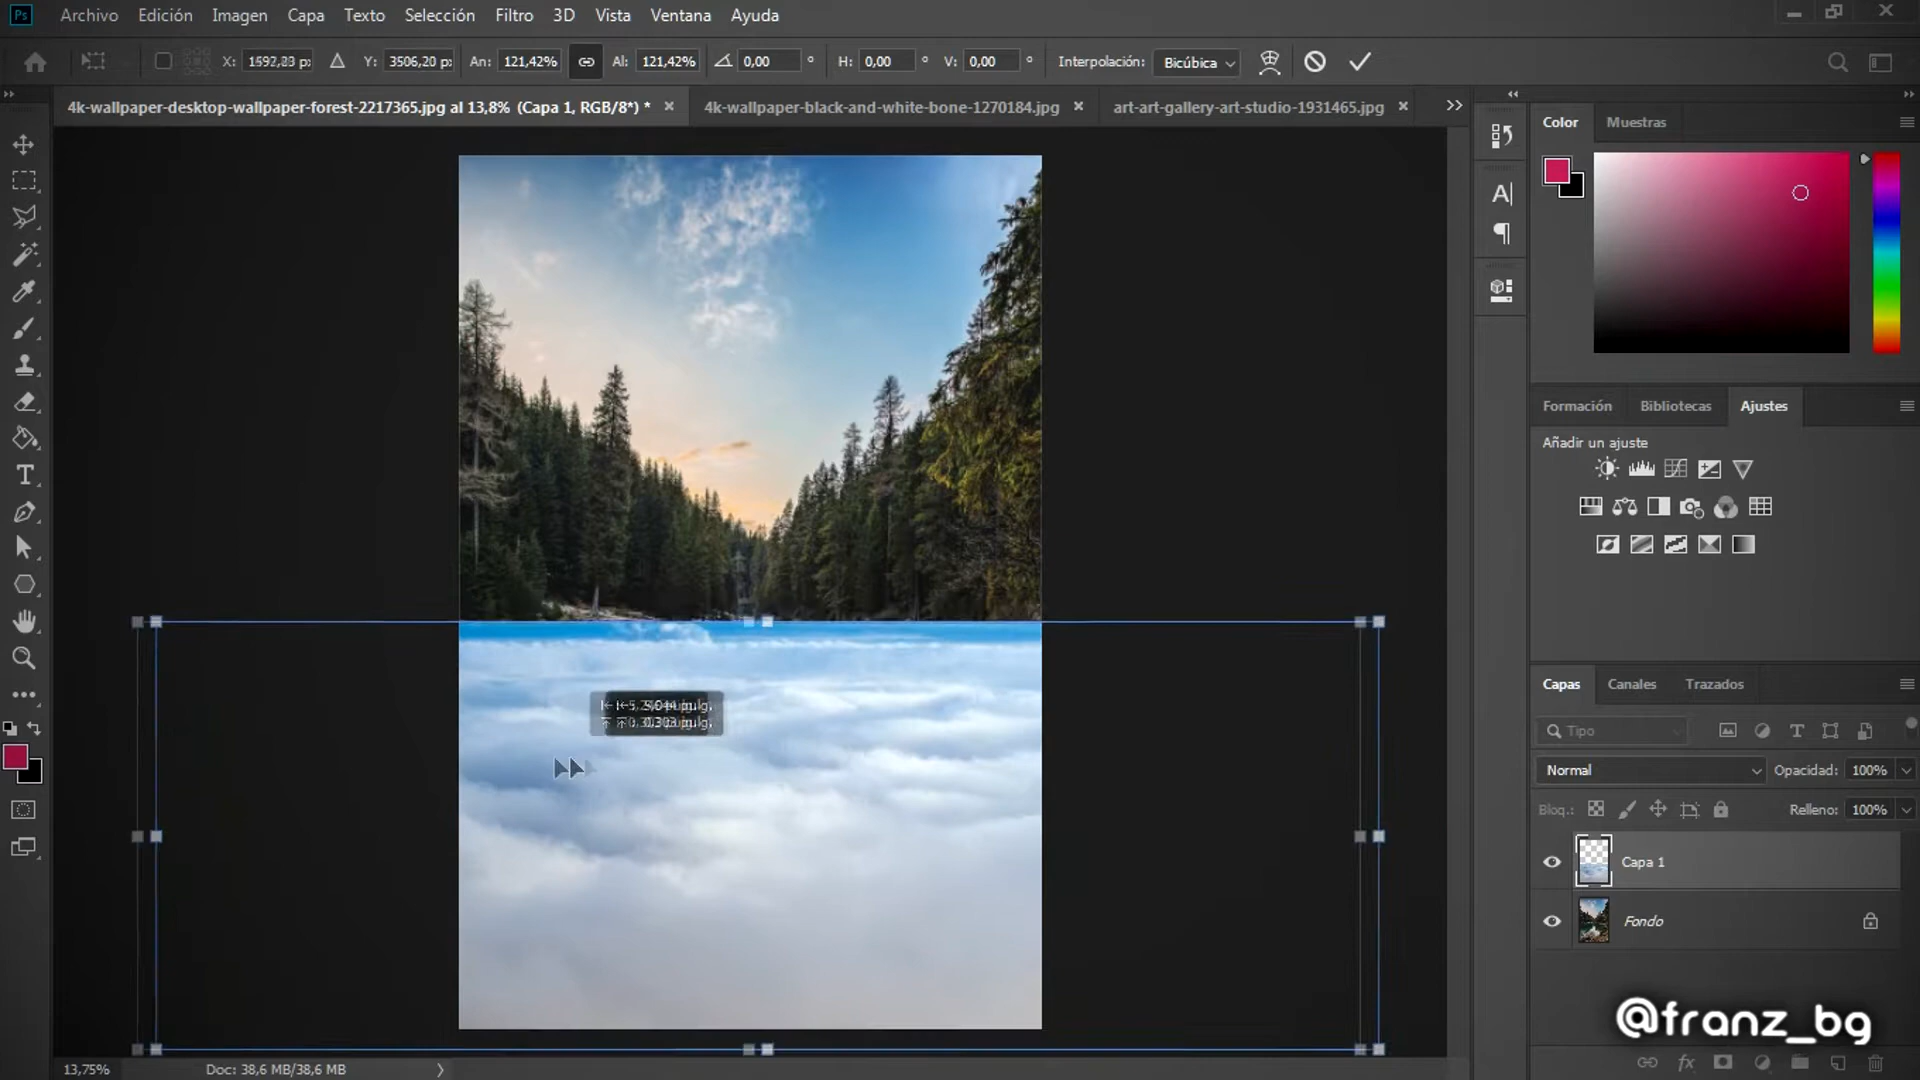 Ps Archivo Edición Imagen Capa Texto Selección Filtro 3D Vista Ventana Ayuda
X: Y: 3506,20 px An: 121,42% Al: 121,42% 0,00 ° H: 0,00 ° V: 0,00 ° Interpolación: Bicúbica
4k-wallpaper-desktop-wallpaper-forest-2217365.jpg al 13,8% (Capa 1, RGB/8*) * 4k-wallpaper-black-and-white-bone-1270184.jpg art-art-gallery-art-studio-1931465.jpg
Color Muestras
Formación Bibliotecas Ajustes
Añadir un ajuste
Capas Canales Trazados
Tipo
Normal Opacidad: 100%
Bloq.: Relleno: 100%
Capa 1
Fondo
@franz_bg
fx
13,75% Doc: 38,6 MB/38,6 MB